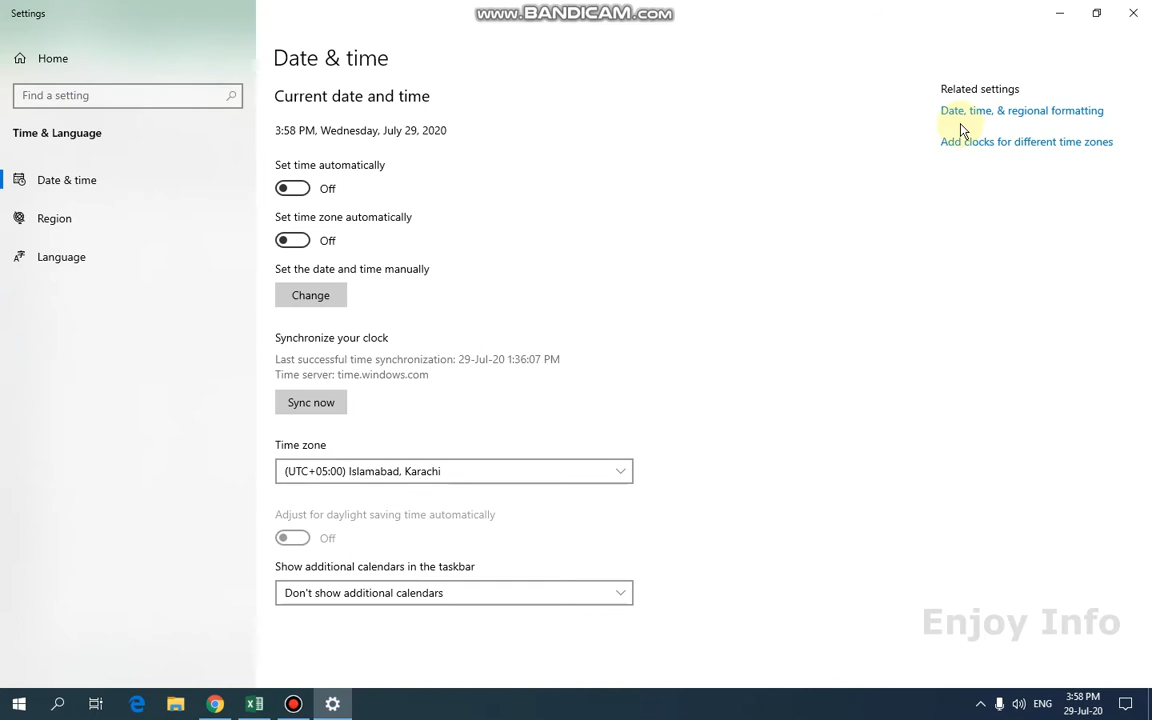 Settings
www.BANDICAM.com
Home
Find a setting
Time & Language
Date & time
Region
Language
Date & time
Current date and time
3:58 PM, Wednesday, July 29, 2020
Set time automatically
Off
Set time zone automatically
Off
Set the date and time manually
Change
Synchronize your clock
Last successful time synchronization: 29-Jul-20 1:36:07 PM
Time server: time.windows.com
Sync now
Time zone
(UTC+05:00) Islamabad, Karachi
Adjust for daylight saving time automatically
Off
Show additional calendars in the taskbar
Don't show additional calendars
Related settings
Date, time, & regional formatting
Add clocks for different time zones
Enjoy Info
ENG
3:58 PM
29-Jul-20